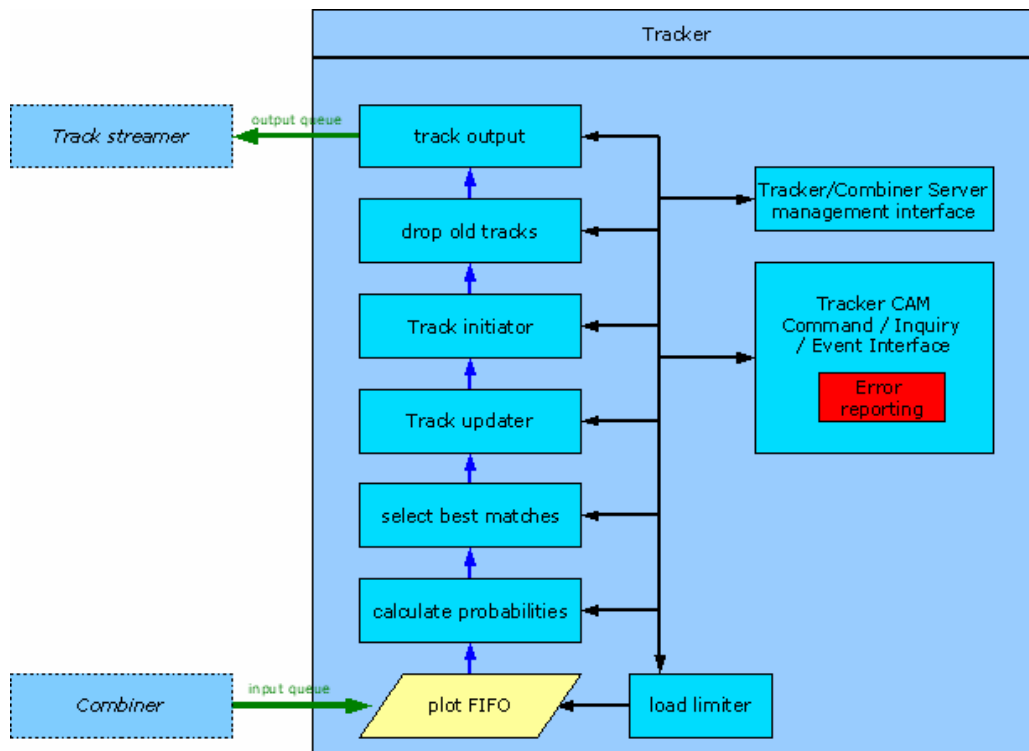 Tracker
output queue
Track streamer
track output
Tracker/Combiner Server
management interface
drop old tracks
Tracker CAM
Command / Inquiry
/ Event Interface
Track initiator
Error
reporting
Track updater
select best matches
calculate probabilities
input queue
Combiner
plot FIFO
load limiter